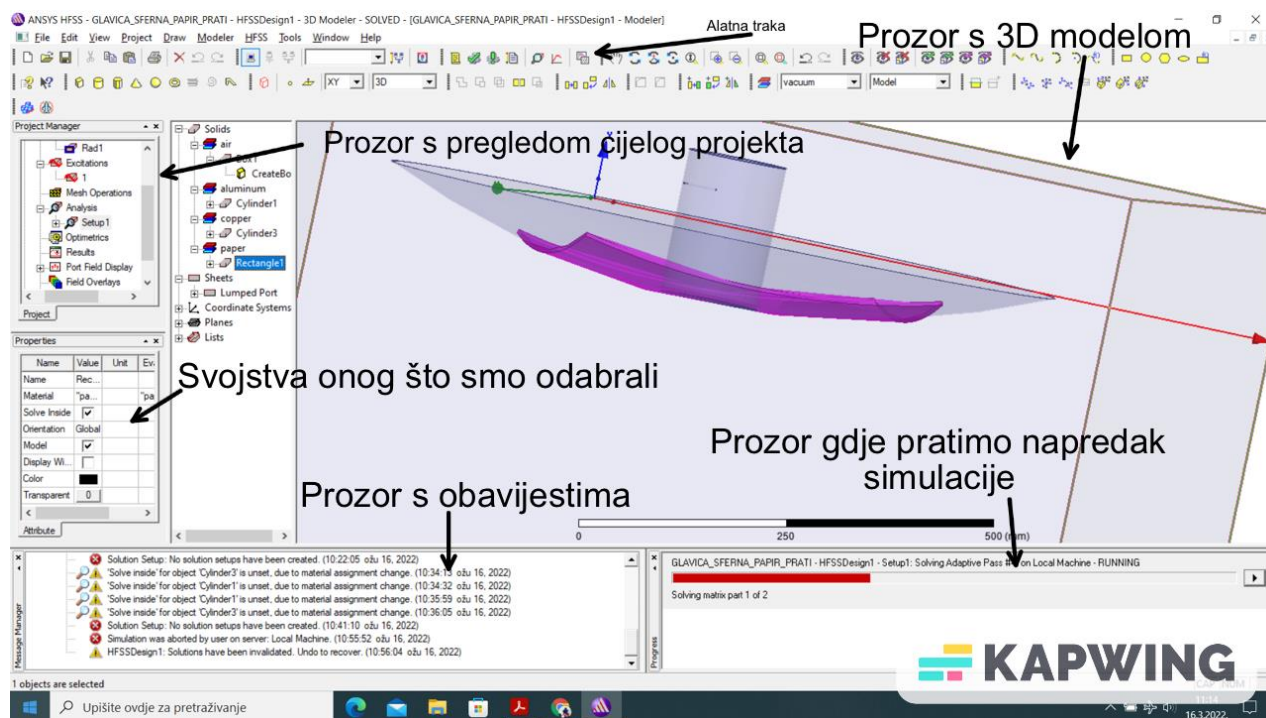 ANSYS HFSS - GLAVICA_SFERNA_PAPIR_PRATI - HFSSDesign1 - 3D Modeler - SOLVED - [GLAVICA_SFERNA_PAPIR_PRATI - HFSSDesign1 - Modeler]
Alatna traka
File Edit View Project Draw Modeler HFSS Tools Window Help
Prozor s 3D modelom
XY 3D vacuum Model
Project Manager
Rad1
Excitations
1
Mesh Operations
Analysis
Setup1
Optimetrics
Results
Port Field Display
Field Overlays
Project
Solids
air
Box1
CreateBo
aluminum
Cylinder1
copper
Cylinder3
paper
Rectangle1
Sheets
Lumped Port
Coordinate Systems
Planes
Lists
Prozor s pregledom cijelog projekta
Properties
Name Value Unit Ev
Name Rec...
Material "pa... "pa
Solve Inside
Orientation Global
Model
Display Wi...
Color
Transparent 0
Attribute
Svojstva onog što smo odabrali
Prozor gdje pratimo napredak
simulacije
Prozor s obavijestima
0 250 500 (mm)
Message Manager
Solution Setup: No solution setups have been created. (10:22:05 ožu 16, 2022)
'Solve inside' for object 'Cylinder3' is unset, due to material assignment change. (10:34:13 ožu 16, 2022)
'Solve inside' for object 'Cylinder1' is unset, due to material assignment change. (10:34:32 ožu 16, 2022)
'Solve inside' for object 'Cylinder1' is unset, due to material assignment change. (10:35:59 ožu 16, 2022)
'Solve inside' for object 'Cylinder3' is unset, due to material assignment change. (10:36:05 ožu 16, 2022)
Solution Setup: No solution setups have been created. (10:41:10 ožu 16, 2022)
Simulation was aborted by user on server: Local Machine. (10:55:52 ožu 16, 2022)
HFSSDesign1: Solutions have been invalidated. Undo to recover. (10:56:04 ožu 16, 2022)
Progress
GLAVICA_SFERNA_PAPIR_PRATI - HFSSDesign1 - Setup1: Solving Adaptive Pass on Local Machine - RUNNING
Solving matrix part 1 of 2
KAPWING
1 objects are selected
NUM
Upišite ovdje za pretraživanje
11:14
16.3.2022.